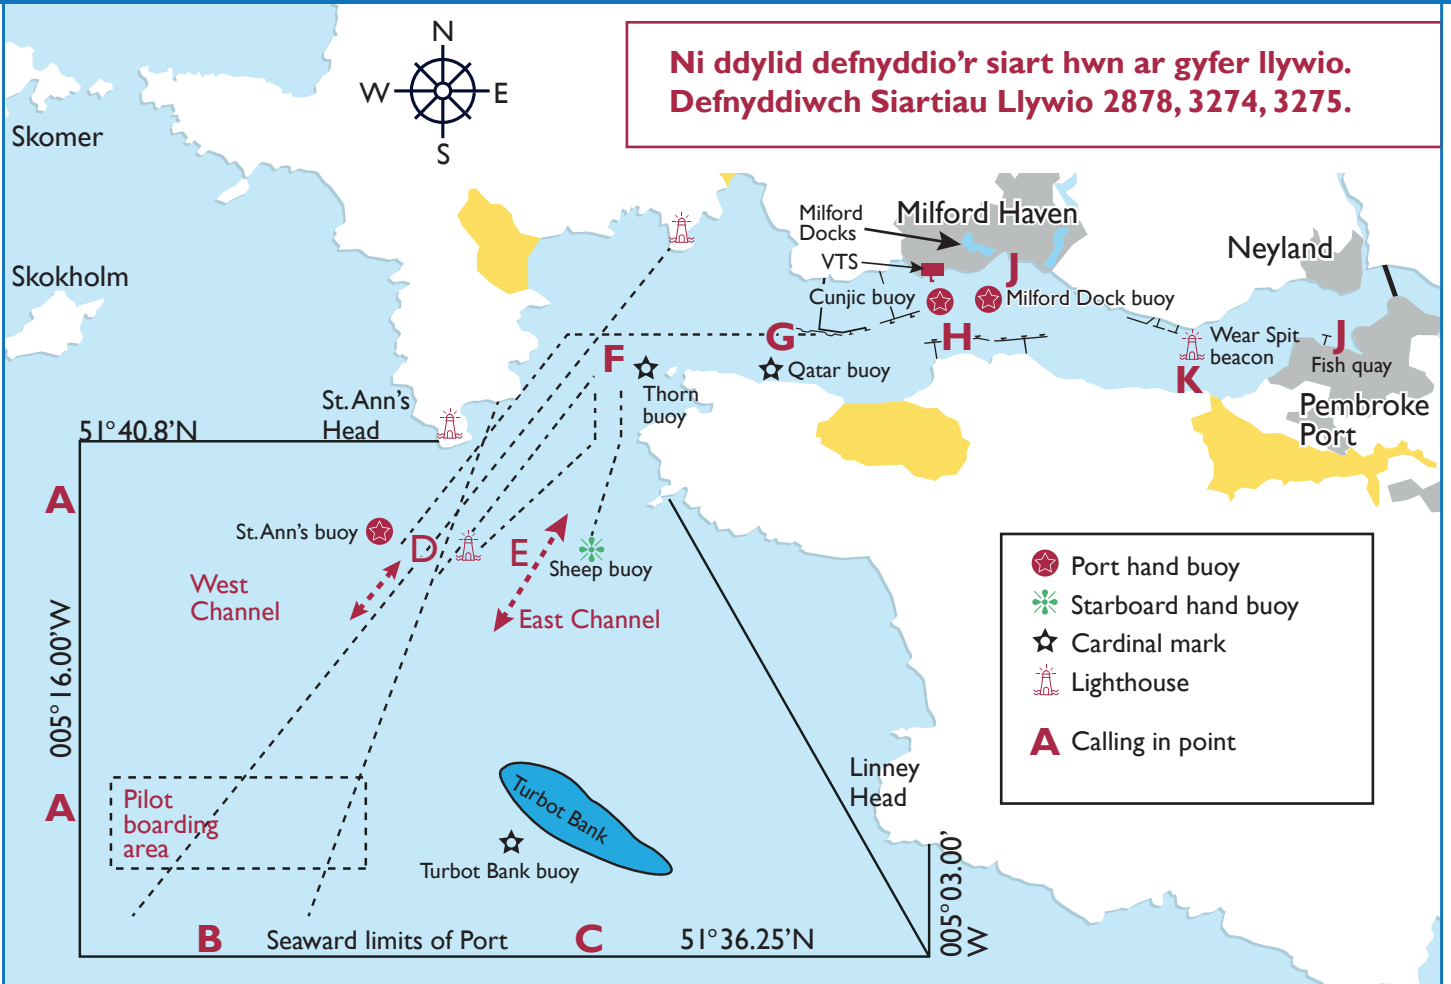 N
W E
S
Ni ddylid defnyddio’r siart hwn ar gyfer llywio.
Defnyddiwch Siartiau Llywio 2878, 3274, 3275.
Skomer
Skokholm
Milford
Docks
Milford Haven
VTS
J
Neyland
Cunjic buoy
Milford Dock buoy
G
H
Wear Spit
beacon
J
Fish quay
K
F
Qatar buoy
Thorn
buoy
Pembroke
Port
St. Ann’s
Head
51°40.8’N
A
St. Ann’s buoy
D
E
Sheep buoy
West
Channel
East Channel
005° 16.00’W
Port hand buoy
Starboard hand buoy
Cardinal mark
Lighthouse
A Calling in point
Linney
Head
A
Pilot
boarding
area
Turbot Bank
Turbot Bank buoy
005° 03.00’
W
B
Seaward limits of Port
C
51°36.25’N